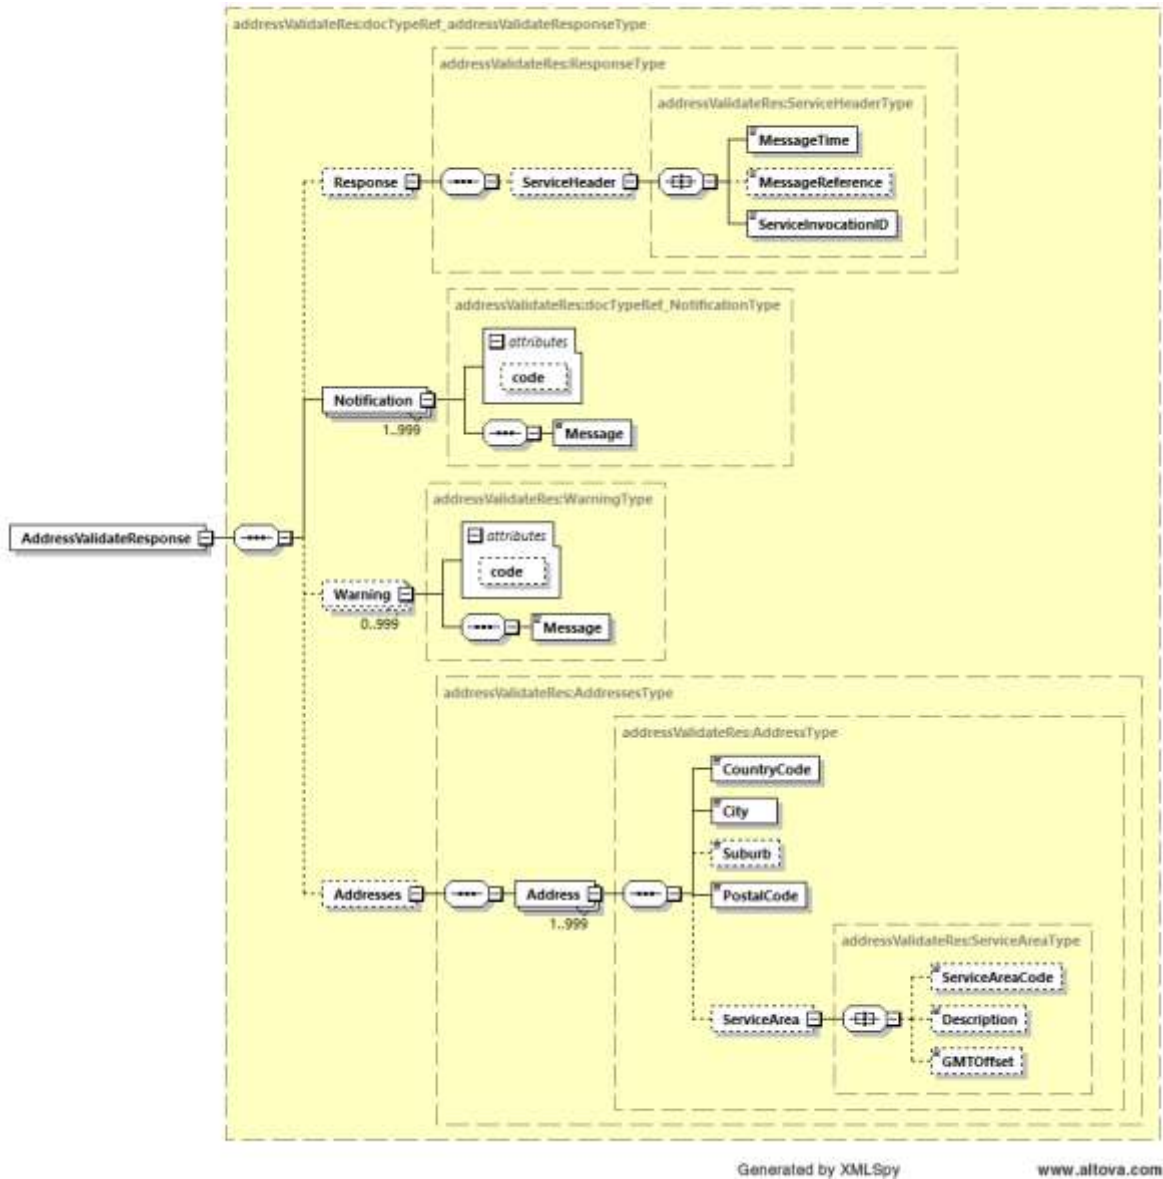 addressValidateRes:docTypeRef_addressValidateResponseType
addressValidateRes:ResponseType
addressValidateRes:ServiceHeaderType
MessageTime
Response
ServiceHeader
MessageReference
ServiceInvocationID
addressValidateRes:docTypeRef_NotificationType
attributes
code
Notification
1..999
Message
addressValidateRes:WarningType
attributes
AddressValidateResponse
code
Warning
0..999
Message
addressValidateRes:AddressesType
addressValidateRes:AddressType
CountryCode
City
Suburb
Addresses
Address
PostalCode
1..999
addressValidateRes:ServiceAreaType
ServiceAreaCode
ServiceArea
Description
GMTOffset
Generated by XMLSpy
www.altova.com